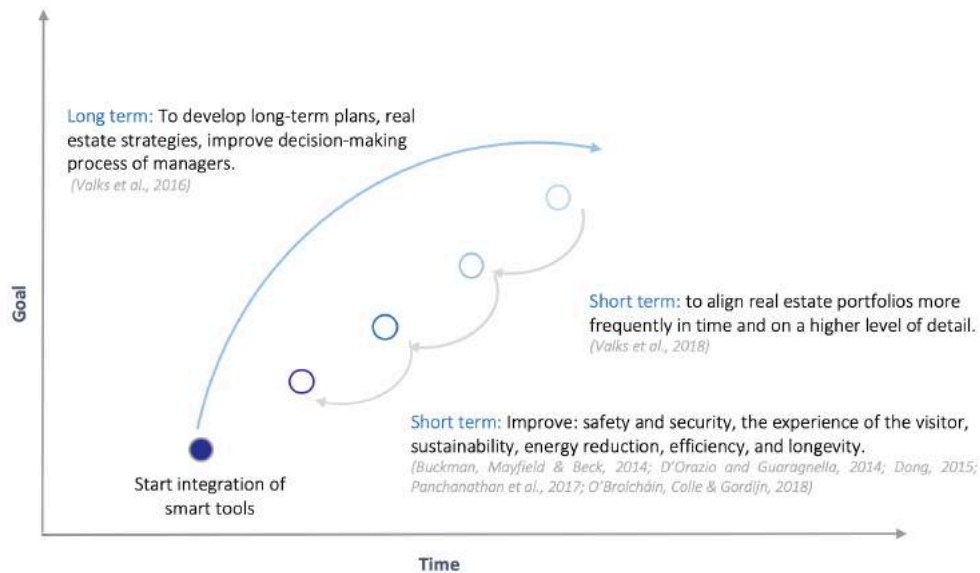 Long term: To develop long-term plans, real
estate strategies, improve decision-making
process of managers.
(Valks et al., 2016)
Goal
Short term: to align real estate portfolios more
frequently in time and on a higher level of detail.
(Valks et al., 2018)
Short term: Improve: safety and security, the experience of the visitor,
sustainability, energy reduction, efficiency, and longevity.
(Buckman, Mayfield & Beck, 2014; D'Orazio and Guaragnella, 2014; Dong, 2015;
Panchanathan et al., 2017; O'Brolcháin, Colle & Gordijn, 2018)
Start integration of
smart tools
Time